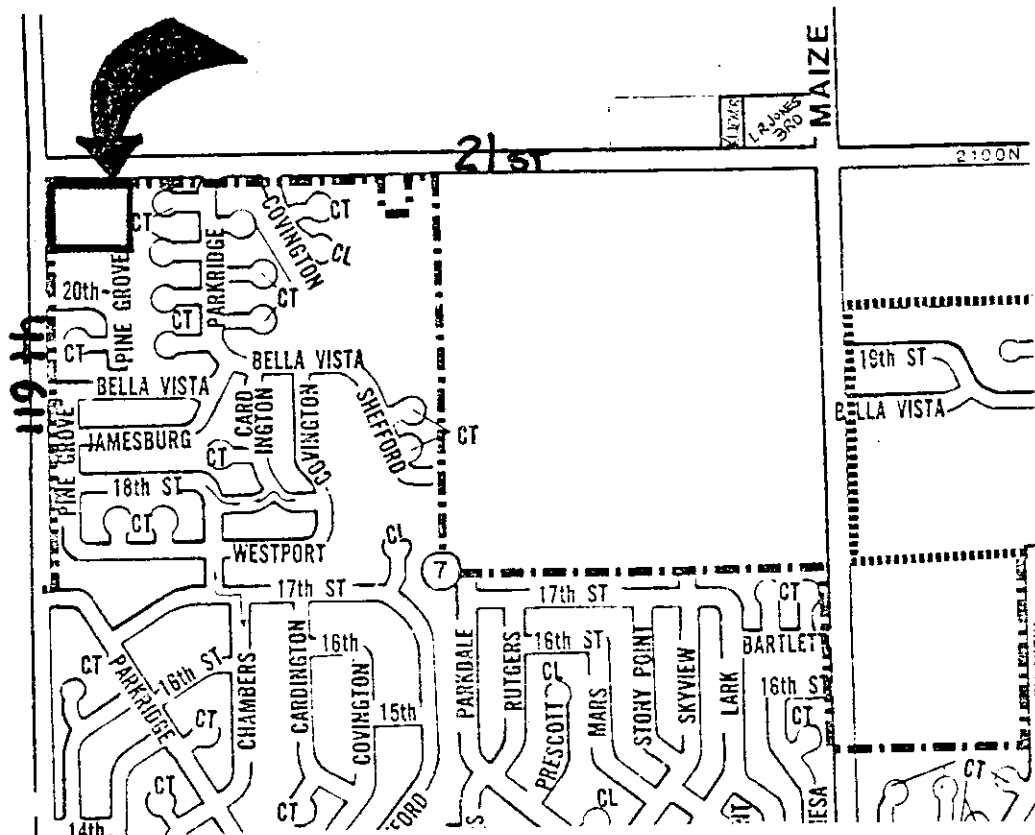 MAIZE
L.R. JONES
3RD
21 ST
2100N
CT
COVINGTON
CT
CL
PARKRIDGE
20th
PINE GROVE
CT
CT
CT
119 TH
BELLA VISTA
BELLA VISTA
19th ST
BELLA VISTA
CARD
INGTON
COVINGTON
SHEFFORD
CT
JAMESBURG
CT
PINE GROVE
18th ST
CT
WESTPORT
CL
7
17th ST
17th ST
CT
BARTLETT
16th
16th ST
CT
PARKRIDGE
16th ST
CHAMBERS
CARDINGTON
COVINGTON
15th
PARKDALE
RUTGERS
CL
PRESCOTT
MARS
STONY POINT
SKYVIEW
LARK
16th ST
CT
CT
CT
CT
CL
CT
14th